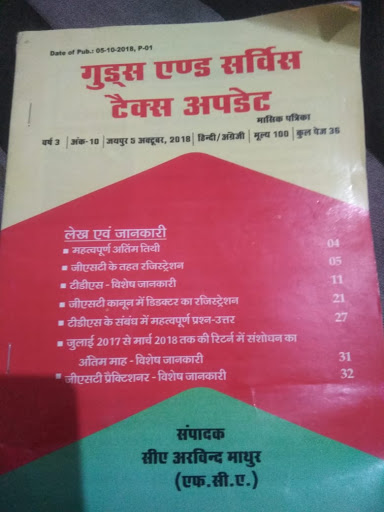 Date of Pub.: 05-10-2018, P-01
गुड्स एण्ड सर्विस
टैक्स अपडेट
मासिक पत्रिका
वर्ष 3 | अंक-10 | जयपुर 5 अक्टूबर, 2018 | हिन्दी/अंग्रेजी | मूल्य 100 | कुल पेज 36
लेख एवं जानकारी
महत्वपूर्ण अंतिम तिथी 04
जीएसटी के तहत रजिस्ट्रेशन 05
टीडीएस - विशेष जानकारी 11
जीएसटी कानून में डिडक्टर का रजिस्ट्रेशन 21
टीडीएस के संबंध में महत्वपूर्ण प्रश्न-उत्तर 27
जुलाई 2017 से मार्च 2018 तक की रिटर्न में संशोधन का
अंतिम माह - विशेष जानकारी 31
जीएसटी प्रैक्टिशनर - विशेष जानकारी 32
संपादक
सीए अरविन्द माथुर
(एफ.सी.ए.)